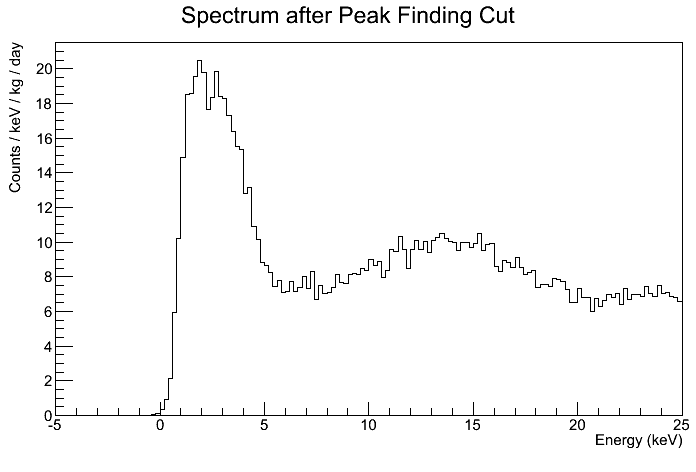 Spectrum after Peak Finding Cut
Counts / keV / kg / day
20
18
16
14
12
10
8
6
4
2
0
-5 0 5 10 15 20 25
Energy (keV)